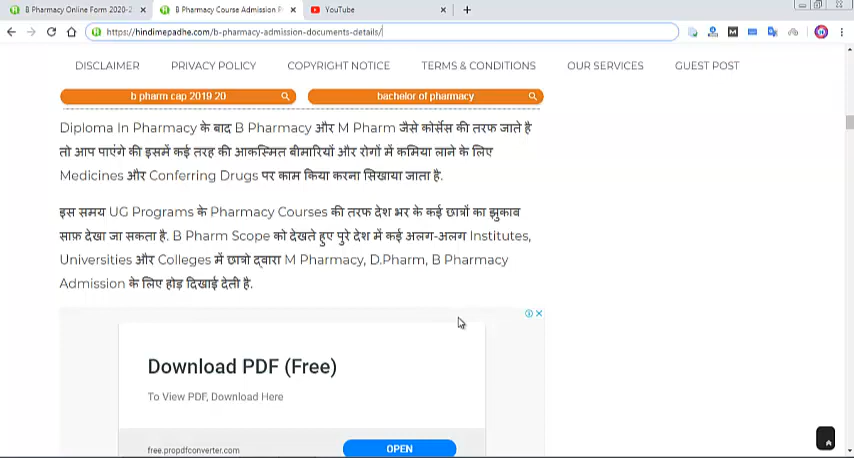 B Pharmacy Online Form 2020-2
B Pharmacy Course Admission P
YouTube
https://hindimepadhe.com/b-pharmacy-admission-documents-details/
DISCLAIMER PRIVACY POLICY COPYRIGHT NOTICE TERMS & CONDITIONS OUR SERVICES GUEST POST
b pharm cap 2019 20
bachelor of pharmacy
Diploma In Pharmacy के बाद B Pharmacy और M Pharm जैसे कोर्सेस की तरफ जाते है
तो आप पाएंगे की इसमें कई तरह की आकस्मित बीमारियों और रोगों में कमिया लाने के लिए
Medicines और Conferring Drugs पर काम किया करना सिखाया जाता है.
इस समय UG Programs के Pharmacy Courses की तरफ देश भर के कई छात्रों का झुकाव
साफ़ देखा जा सकता है. B Pharm Scope को देखते हुए पुरे देश में कई अलग-अलग Institutes,
Universities और Colleges में छात्रो द्वारा M Pharmacy, D.Pharm, B Pharmacy
Admission के लिए होड़ दिखाई देती है.
Download PDF (Free)
To View PDF, Download Here
free.propdfconverter.com
OPEN